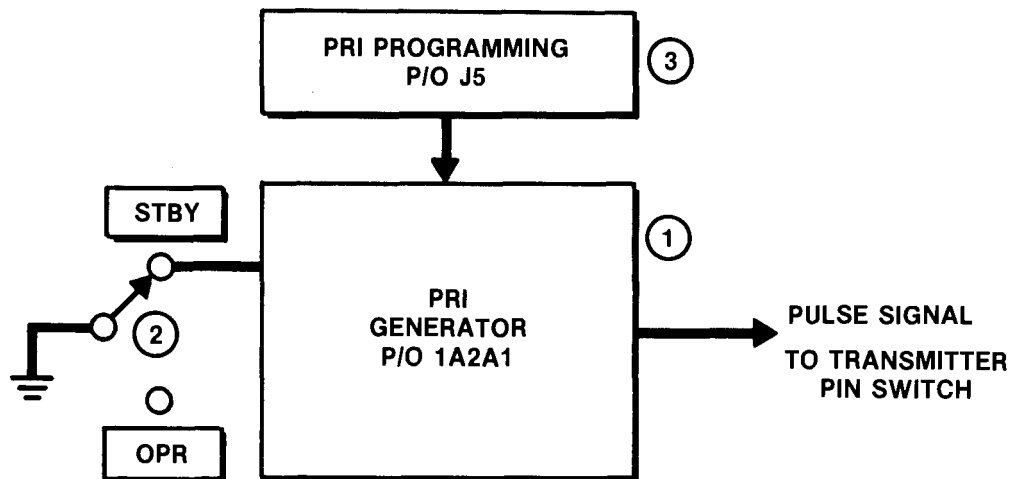 PRI PROGRAMMING
P/O J5
3
STBY
1
2
PRI
GENERATOR
P/O 1A2A1
PULSE SIGNAL
TO TRANSMITTER
PIN SWITCH
OPR